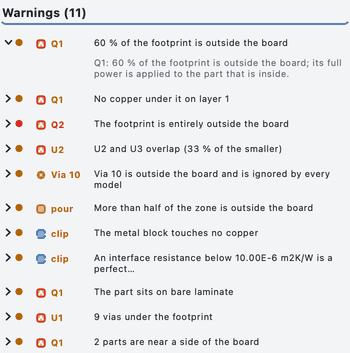 Warnings (11)
Q1 60 % of the footprint is outside the board
Q1: 60 % of the footprint is outside the board; its full
power is applied to the part that is inside.
Q1 No copper under it on layer 1
Q2 The footprint is entirely outside the board
U2 U2 and U3 overlap (33 % of the smaller)
Via 10 Via 10 is outside the board and is ignored by every
model
pour More than half of the zone is outside the board
clip The metal block touches no copper
clip An interface resistance below 10.00E-6 m2K/W is a
perfect...
Q1 The part sits on bare laminate
U1 9 vias under the footprint
Q1 2 parts are near a side of the board